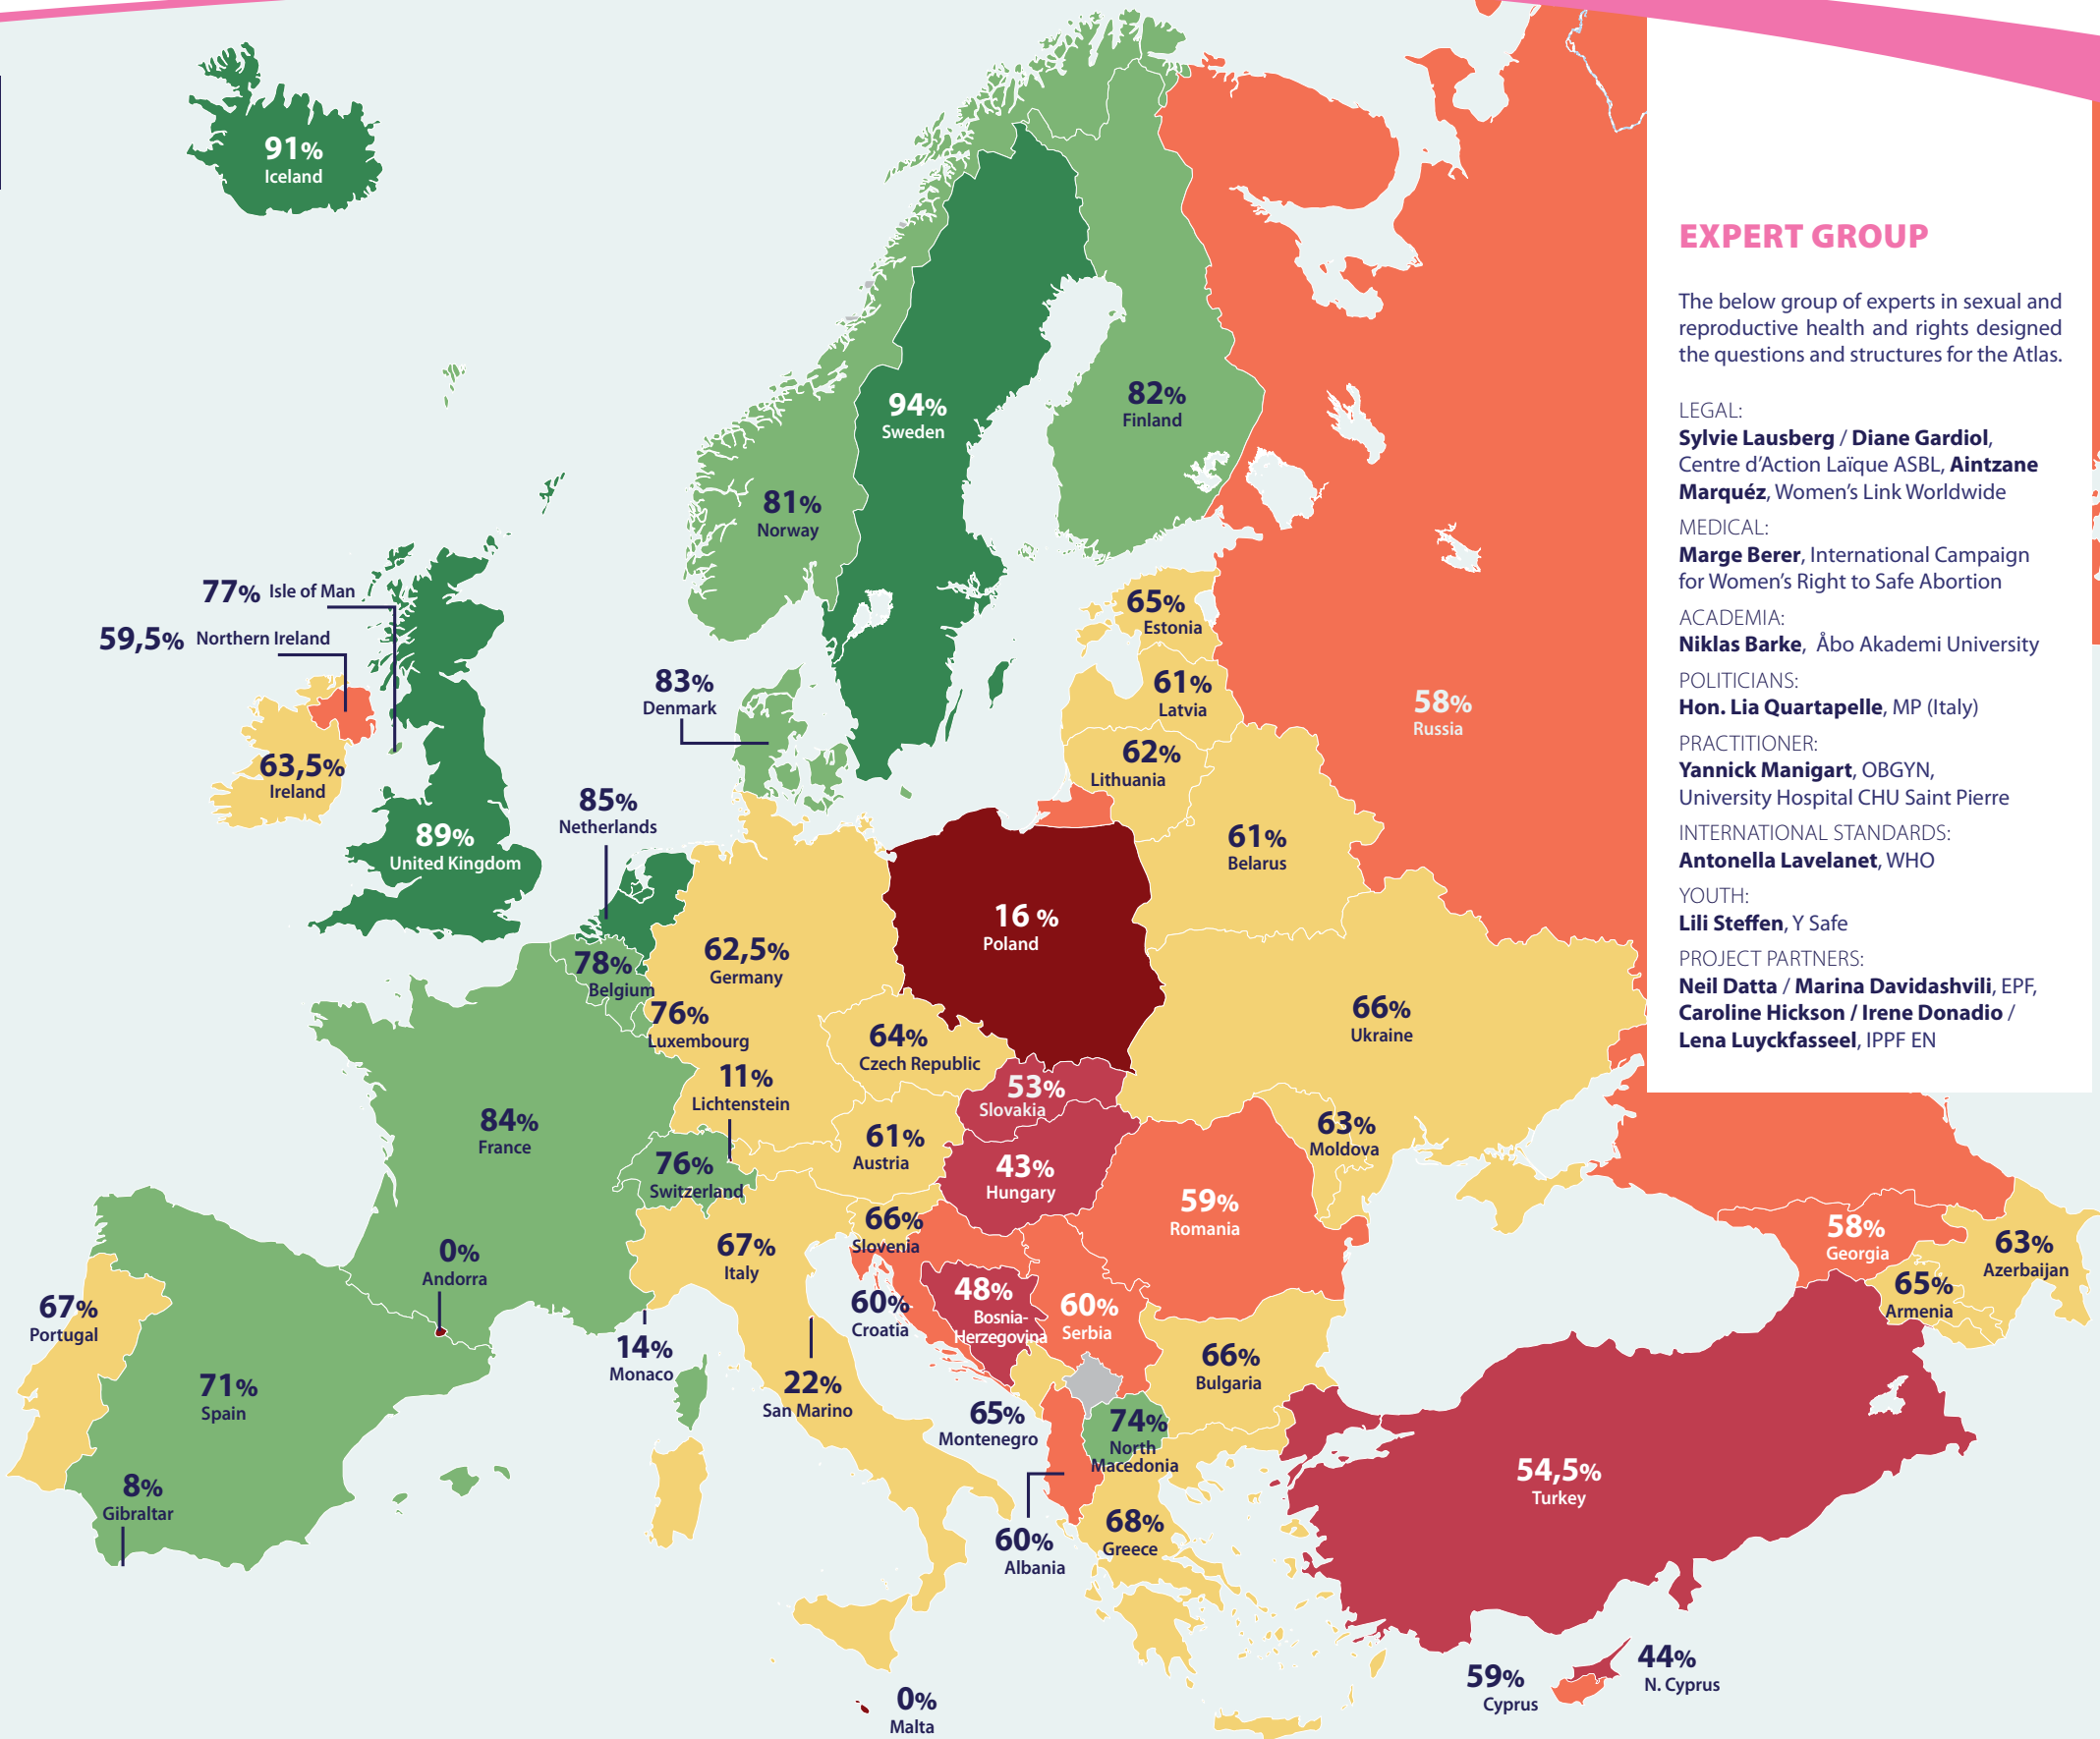 91%
Iceland
94%
Sweden
82%
Finland
81%
Norway
77% Isle of Man
59,5% Northern Ireland
63,5%
Ireland
89%
United Kingdom
83%
Denmark
85%
Netherlands
65%
Estonia
61%
Latvia
62%
Lithuania
58%
Russia
61%
Belarus
16 %
Poland
62,5%
Germany
78%
Belgium
76%
Luxembourg
64%
Czech Republic
66%
Ukraine
53%
Slovakia
11%
Lichtenstein
84%
France
61%
Austria
63%
Moldova
76%
Switzerland
43%
Hungary
59%
Romania
66%
Slovenia
67%
Italy
0%
Andorra
67%
Portugal
71%
Spain
8%
Gibraltar
14%
Monaco
22%
San Marino
60%
Croatia
48%
Bosnia-
Herzegovina
60%
Serbia
66%
Bulgaria
65%
Montenegro
74%
North
Macedonia
60%
Albania
68%
Greece
0%
Malta
58%
Georgia
63%
Azerbaijan
65%
Armenia
54,5%
Turkey
59%
Cyprus
44%
N. Cyprus
EXPERT GROUP
The below group of experts in sexual and
reproductive health and rights designed
the questions and structures for the Atlas.
LEGAL:
Sylvie Lausberg / Diane Gardiol,
Centre d’Action Laïque ASBL, Aintzane
Marquéz, Women’s Link Worldwide
MEDICAL:
Marge Berer, International Campaign
for Women’s Right to Safe Abortion
ACADEMIA:
Niklas Barke, Åbo Akademi University
POLITICIANS:
Hon. Lia Quartapelle, MP (Italy)
PRACTITIONER:
Yannick Manigart, OBGYN,
University Hospital CHU Saint Pierre
INTERNATIONAL STANDARDS:
Antonella Lavelanet, WHO
YOUTH:
Lili Steffen, Y Safe
PROJECT PARTNERS:
Neil Datta / Marina Davidashvili, EPF,
Caroline Hickson / Irene Donadio /
Lena Luyckfasseel, IPPF EN